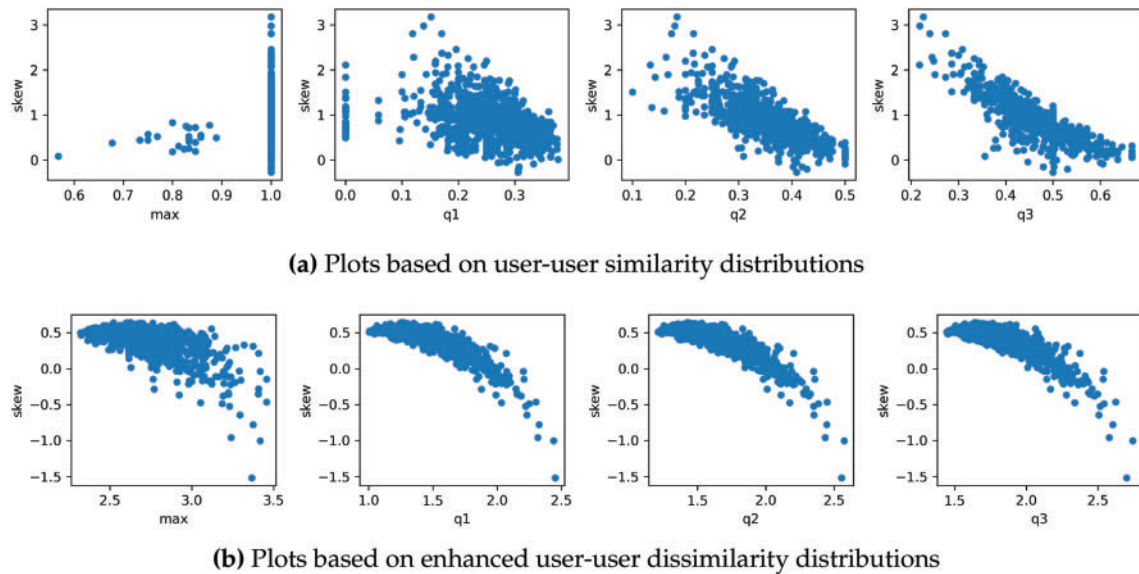 3
2
1
0
skew
0.6 0.7 0.8 0.9 1.0
max
3
2
1
0
skew
0.0 0.1 0.2 0.3
q1
3
2
1
0
skew
0.1 0.2 0.3 0.4 0.5
q2
3
2
1
0
skew
0.2 0.3 0.4 0.5 0.6
q3
(a) Plots based on user-user similarity distributions
0.5
0.0
−0.5
−1.0
−1.5
skew
2.5 3.0 3.5
max
0.5
0.0
−0.5
−1.0
−1.5
skew
1.0 1.5 2.0 2.5
q1
0.5
0.0
−0.5
−1.0
−1.5
skew
1.5 2.0 2.5
q2
0.5
0.0
−0.5
−1.0
−1.5
skew
1.5 2.0 2.5
q3
(b) Plots based on enhanced user-user dissimilarity distributions